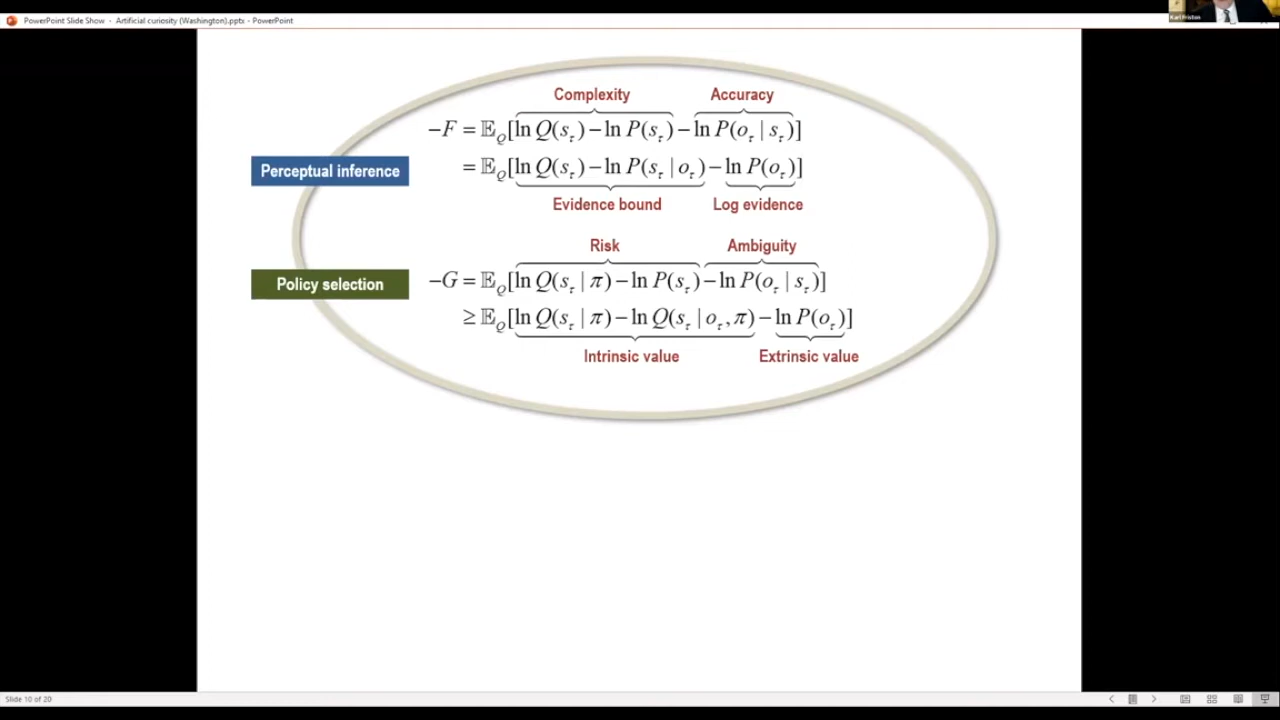 PowerPoint Slide Show - Artificial curiosity (Washington).pptx - PowerPoint
Karl Friston
Complexity Accuracy
−F = 𝔼_Q[ln Q(s_τ) − ln P(s_τ) − ln P(o_τ | s_τ)]
Perceptual inference
= 𝔼_Q[ln Q(s_τ) − ln P(s_τ | o_τ) − ln P(o_τ)]
Evidence bound Log evidence
Risk Ambiguity
Policy selection
−G = 𝔼_Q[ln Q(s_τ | π) − ln P(s_τ) − ln P(o_τ | s_τ)]
≥ 𝔼_Q[ln Q(s_τ | π) − ln Q(s_τ | o_τ, π) − ln P(o_τ)]
Intrinsic value Extrinsic value
Slide 10 of 20